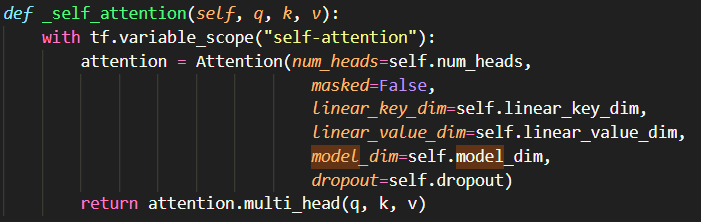 def _self_attention(self, q, k, v):
    with tf.variable_scope("self-attention"):
        attention = Attention(num_heads=self.num_heads,
                              masked=False,
                              linear_key_dim=self.linear_key_dim,
                              linear_value_dim=self.linear_value_dim,
                              model_dim=self.model_dim,
                              dropout=self.dropout)
        return attention.multi_head(q, k, v)